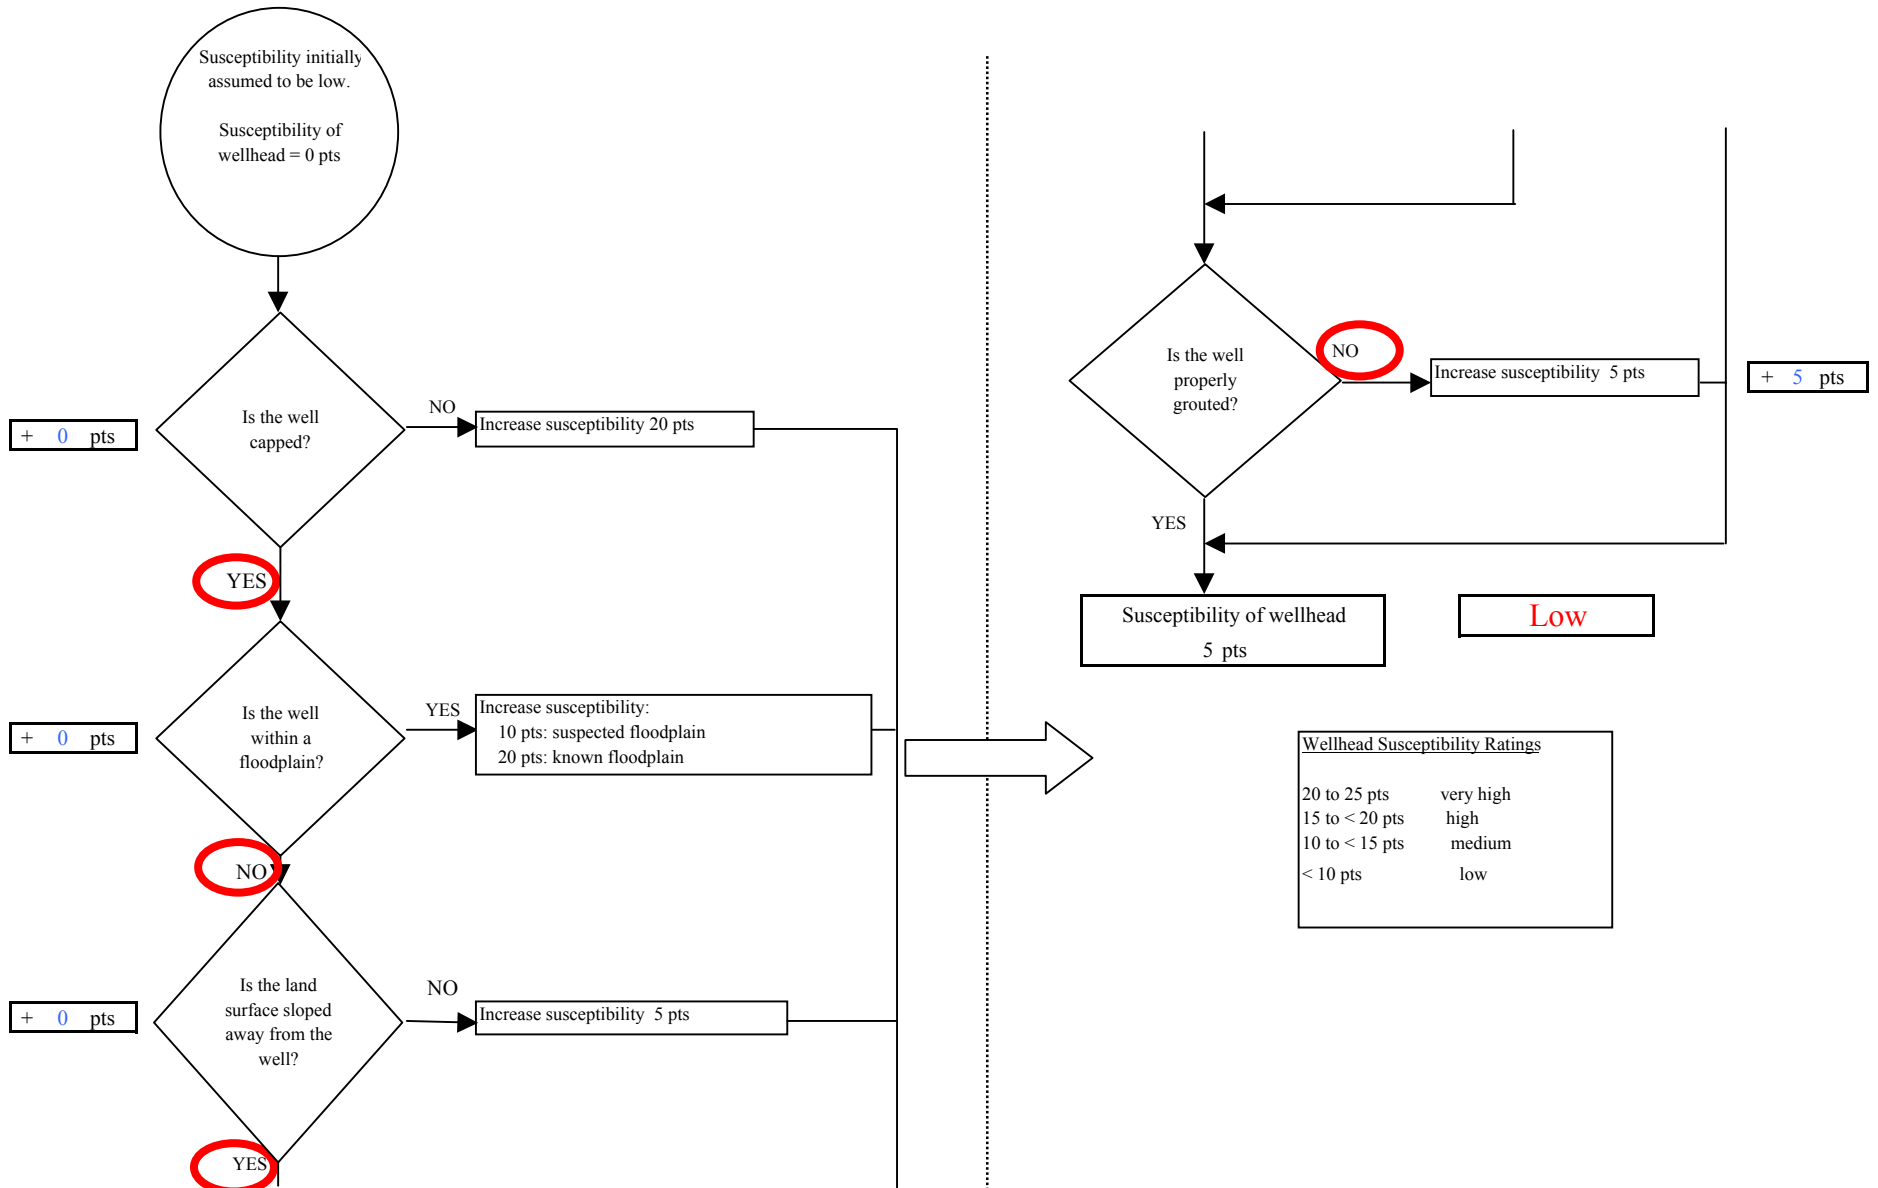 Susceptibility initially
assumed to be low.
Susceptibility of
wellhead = 0 pts
Is the well
capped?
NO
Increase susceptibility 20 pts
+ 0 pts
YES
Is the well
within a
floodplain?
YES
Increase susceptibility:
10 pts: suspected floodplain
20 pts: known floodplain
+ 0 pts
NO
Is the land
surface sloped
away from the
well?
NO
Increase susceptibility 5 pts
+ 0 pts
YES
Is the well
properly
grouted?
NO
Increase susceptibility 5 pts
+ 5 pts
YES
Susceptibility of wellhead
5 pts
Low
Wellhead Susceptibility Ratings
20 to 25 pts very high
15 to < 20 pts high
10 to < 15 pts medium
< 10 pts low